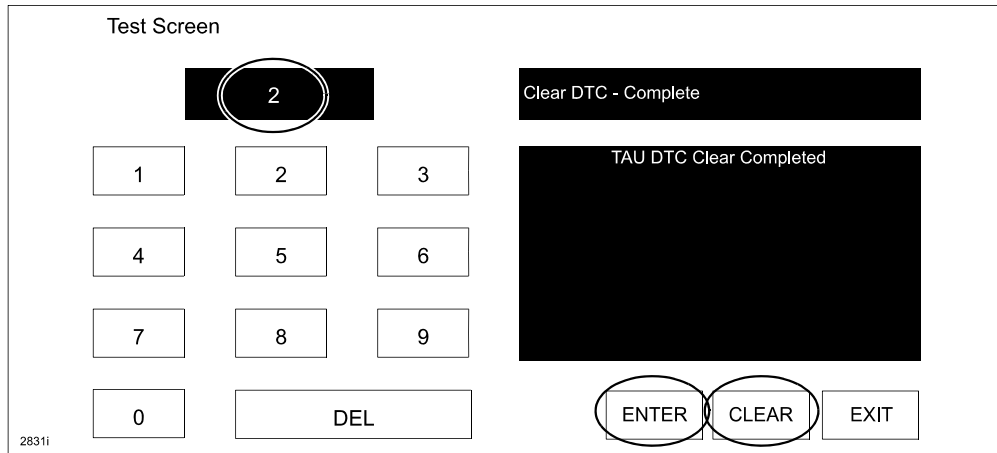 Test Screen
2
Clear DTC - Complete
TAU DTC Clear Completed
1 2 3
4 5 6
7 8 9
0 DEL
ENTER CLEAR EXIT
2831i